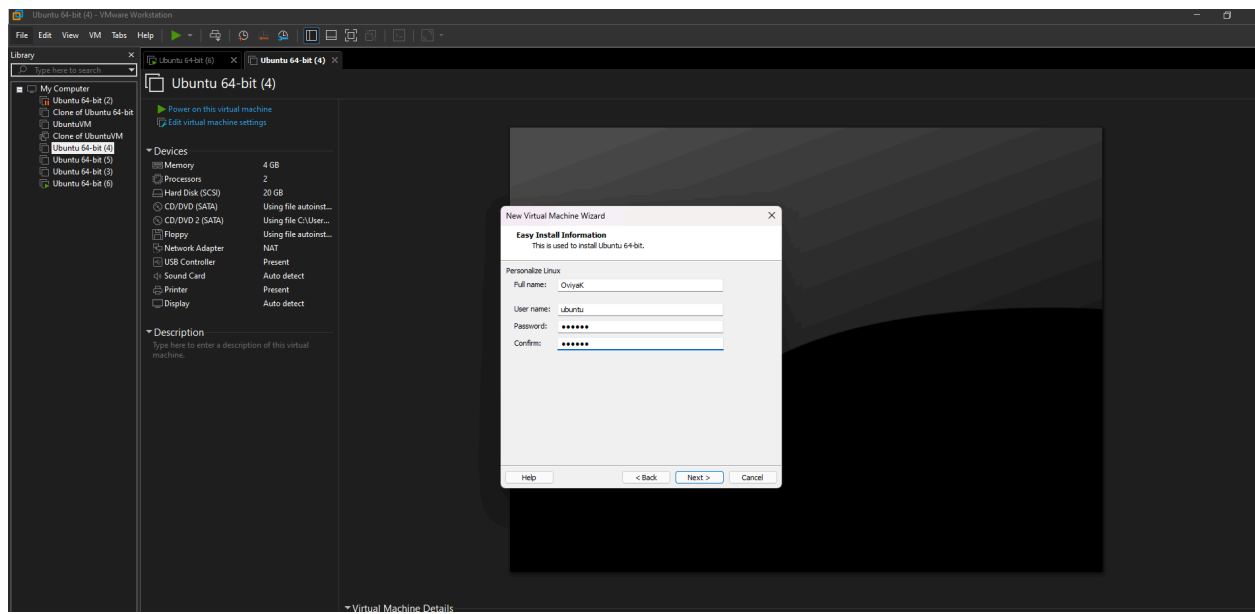 Ubuntu 64-bit (4) - VMware Workstation
File Edit View VM Tabs Help
Library
Type here to search
My Computer
Ubuntu 64-bit (2)
Clone of Ubuntu 64-bit
UbuntuVM
Clone of UbuntuVM
Ubuntu 64-bit (4)
Ubuntu 64-bit (5)
Ubuntu 64-bit (3)
Ubuntu 64-bit (6)
Ubuntu 64-bit (6) Ubuntu 64-bit (4)
Ubuntu 64-bit (4)
Power on this virtual machine
Edit virtual machine settings
Devices
Memory 4 GB
Processors 2
Hard Disk (SCSI) 20 GB
CD/DVD (SATA) Using file autoinst...
CD/DVD 2 (SATA) Using file C:\User...
Floppy Using file autoinst...
Network Adapter NAT
USB Controller Present
Sound Card Auto detect
Printer Present
Display Auto detect
Description
Type here to enter a description of this virtual
machine.
New Virtual Machine Wizard
Easy Install Information
This is used to install Ubuntu 64-bit.
Personalize Linux
Full name: OviyaK
User name: ubuntu
Password: ●●●●●●
Confirm: ●●●●●●
Help < Back Next > Cancel
Virtual Machine Details